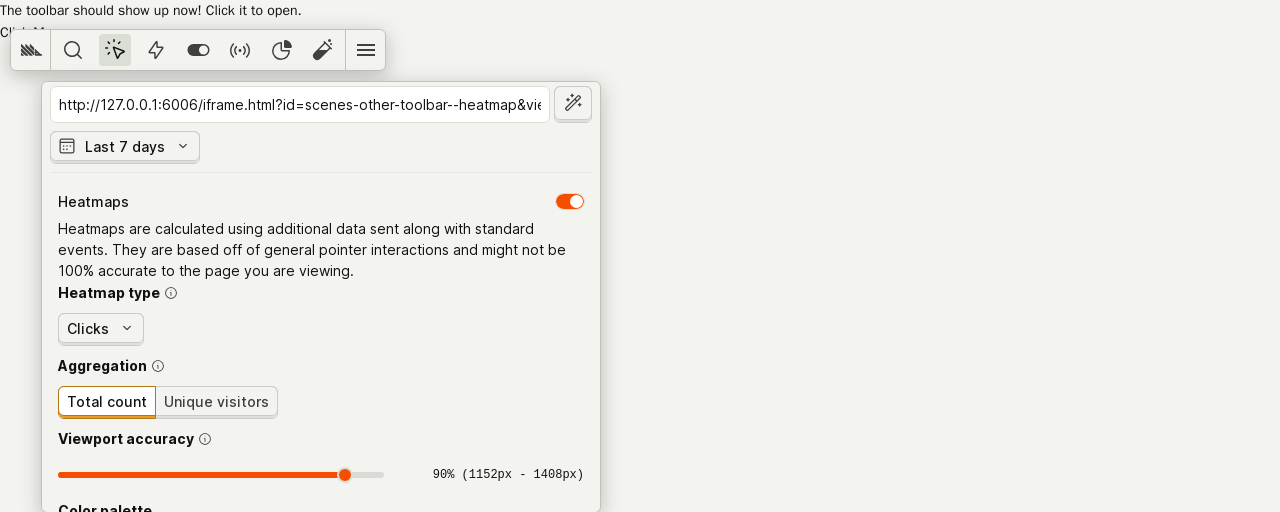 The toolbar should show up now! Click it to open.
http://127.0.0.1:6006/iframe.html?id=scenes-other-toolbar--heatmap&vie
Last 7 days
Heatmaps
Heatmaps are calculated using additional data sent along with standard
events. They are based off of general pointer interactions and might not be
100% accurate to the page you are viewing.
Heatmap type
Clicks
Aggregation
Total count Unique visitors
Viewport accuracy
90% (1152px - 1408px)
Color palette